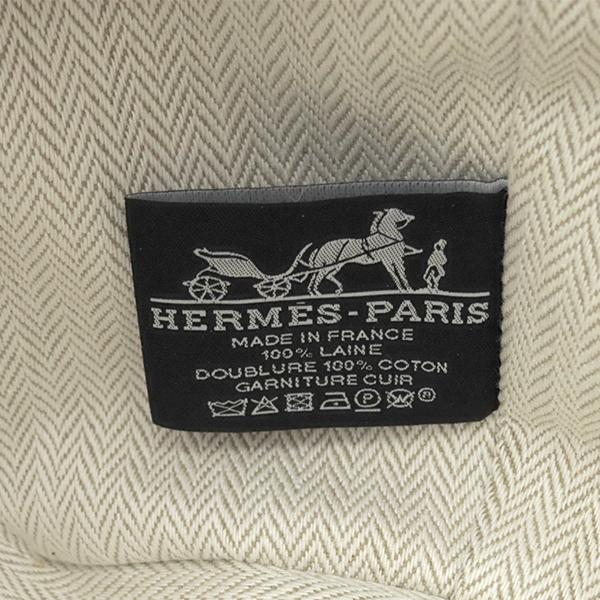 HERMÈS-PARIS
MADE IN FRANCE
100% LAINE
DOUBLURE 100% COTON
GARNITURE CUIR
P W ®